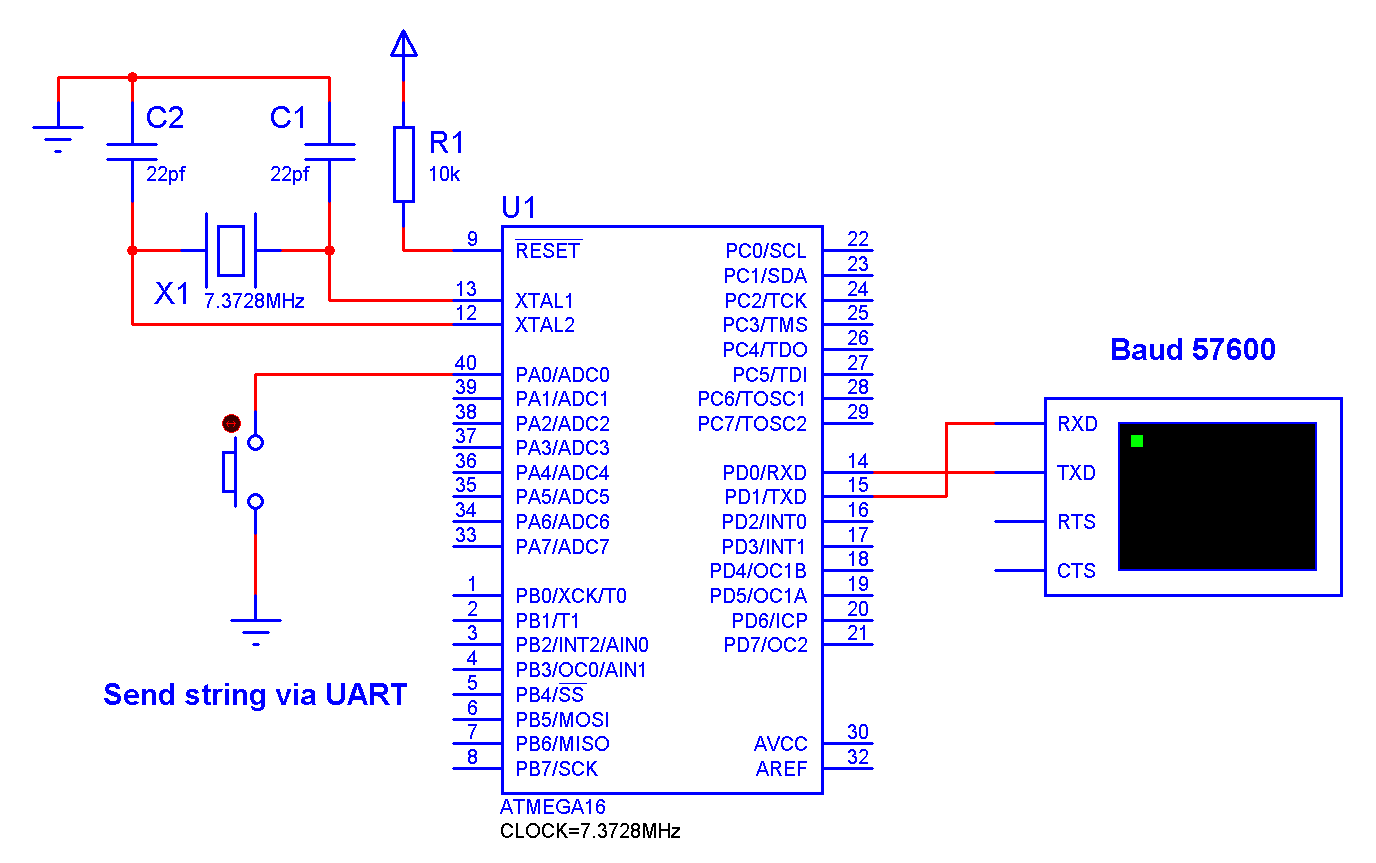 C2
22pf
C1
22pf
R1
10k
X1
7.3728MHz
U1
9
RESET
13
XTAL1
12
XTAL2
40
PA0/ADC0
39
PA1/ADC1
38
PA2/ADC2
37
PA3/ADC3
36
PA4/ADC4
35
PA5/ADC5
34
PA6/ADC6
33
PA7/ADC7
1
PB0/XCK/T0
2
PB1/T1
3
PB2/INT2/AIN0
4
PB3/OC0/AIN1
5
PB4/SS
6
PB5/MOSI
7
PB6/MISO
8
PB7/SCK
PC0/SCL
22
PC1/SDA
23
PC2/TCK
24
PC3/TMS
25
PC4/TDO
26
PC5/TDI
27
PC6/TOSC1
28
PC7/TOSC2
29
PD0/RXD
14
PD1/TXD
15
PD2/INT0
16
PD3/INT1
17
PD4/OC1B
18
PD5/OC1A
19
PD6/ICP
20
PD7/OC2
21
AVCC
30
AREF
32
ATMEGA16
CLOCK=7.3728MHz
Send string via UART
Baud 57600
RXD
TXD
RTS
CTS